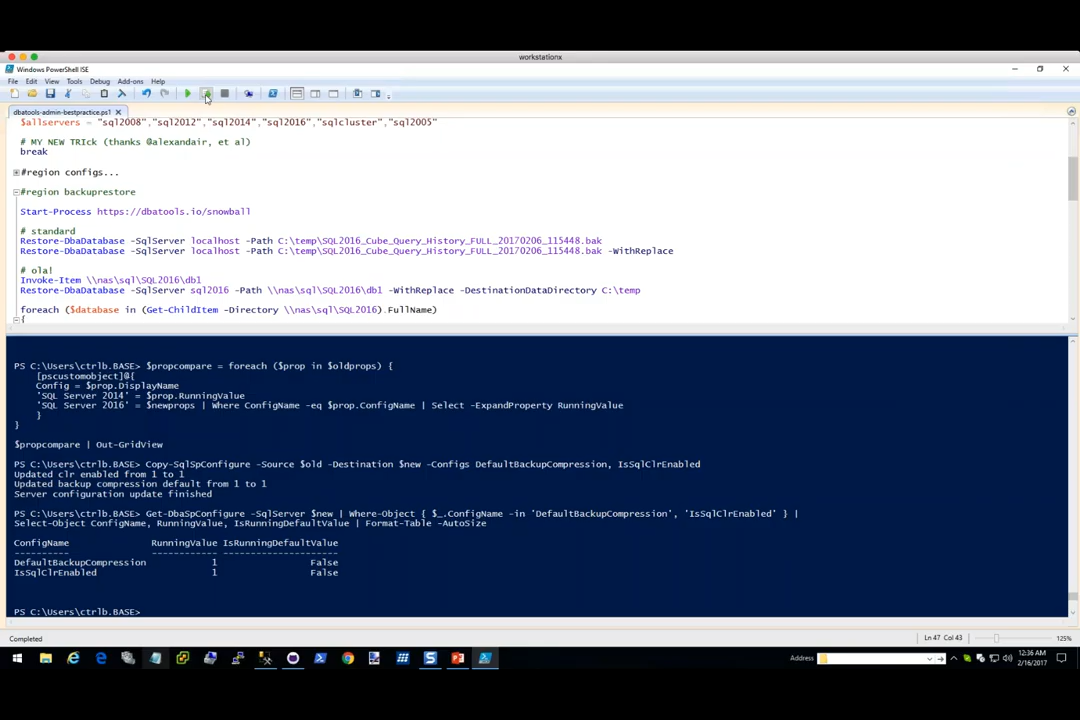 workstationx
Windows PowerShell ISE
File Edit View Tools Debug Add-ons Help
dbatools-admin-bestpractice.ps1
$allservers = "sql2008","sql2012","sql2014","sql2016","sqlcluster","sql2005"
# MY NEW TRIck (thanks @alexandair, et al)
break
#region configs...
#region backuprestore
Start-Process https://dbatools.io/snowball
# standard
Restore-DbaDatabase -SqlServer localhost -Path C:\temp\SQL2016_Cube_Query_History_FULL_20170206_115448.bak
Restore-DbaDatabase -SqlServer localhost -Path C:\temp\SQL2016_Cube_Query_History_FULL_20170206_115448.bak -WithReplace
# ola!
Invoke-Item \\nas\sql\SQL2016\db1
Restore-DbaDatabase -SqlServer sql2016 -Path \\nas\sql\SQL2016\db1 -WithReplace -DestinationDataDirectory C:\temp
foreach ($database in (Get-ChildItem -Directory \\nas\sql\SQL2016).FullName)
{
PS C:\Users\ctrlb.BASE> $propcompare = foreach ($prop in $oldprops) {
[pscustomobject]@{
Config = $prop.DisplayName
'SQL Server 2014' = $prop.RunningValue
'SQL Server 2016' = $newprops | Where ConfigName -eq $prop.ConfigName | Select -ExpandProperty RunningValue
}
}
$propcompare | Out-GridView
PS C:\Users\ctrlb.BASE> Copy-SqlSpConfigure -Source $old -Destination $new -Configs DefaultBackupCompression, IsSqlClrEnabled
Updated clr enabled from 1 to 1
Updated backup compression default from 1 to 1
Server configuration update finished
PS C:\Users\ctrlb.BASE> Get-DbaSpConfigure -SqlServer $new | Where-Object { $_.ConfigName -in 'DefaultBackupCompression', 'IsSqlClrEnabled' } |
Select-Object ConfigName, RunningValue, IsRunningDefaultValue | Format-Table -AutoSize
ConfigName RunningValue IsRunningDefaultValue
---------- ------------ ---------------------
DefaultBackupCompression 1 False
IsSqlClrEnabled 1 False
PS C:\Users\ctrlb.BASE>
Completed Ln 47 Col 43 125%
Address 12:36 AM
2/16/2017